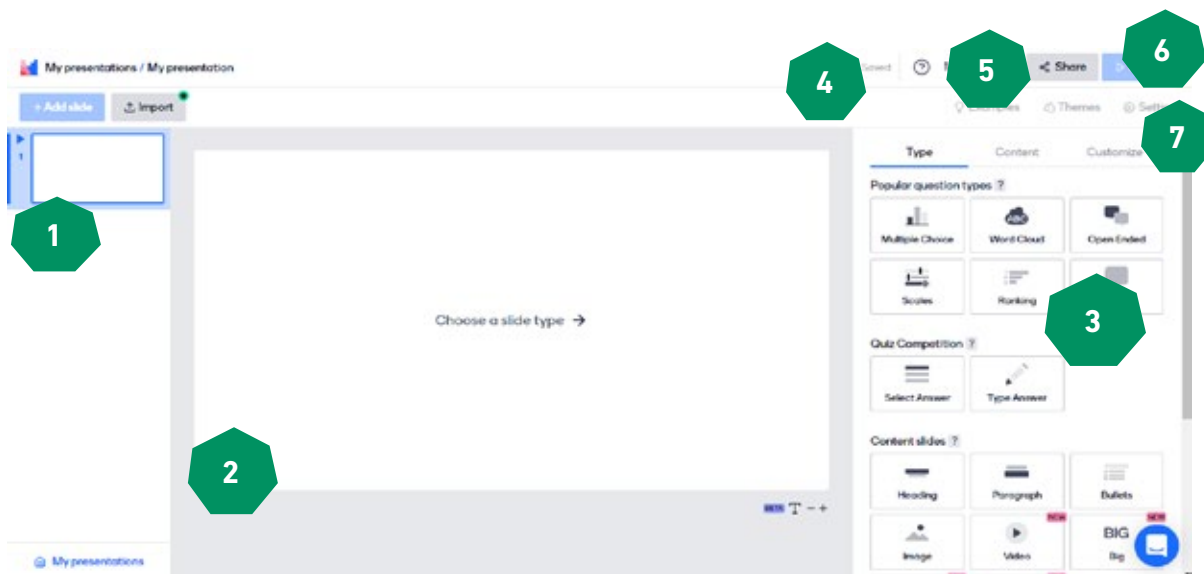 6
My presentations / My presentation
4
5
Share
+ Add slide
Import
Themes
7
1
Type
Content
Customize
1
Popular question types ?
Multiple Choice
Word Cloud
Open Ended
Scales
Ranking
3
Choose a slide type →
Quiz Competition ?
Select Answer
Type Answer
2
Content slides ?
Heading
Paragraph
Bullets
BETA T - +
NEW
NEW
BIG
Image
Video
Big
My presentations